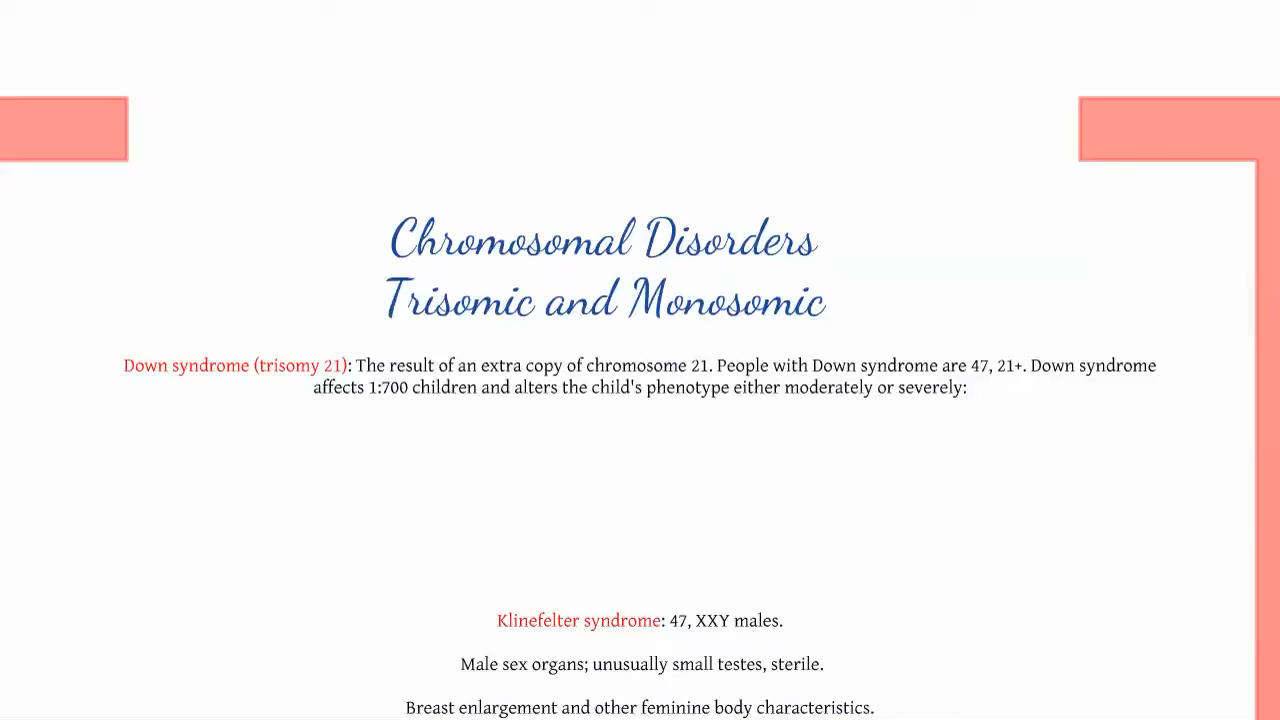 Chromosomal Disorders
Trisomic and Monosomic
Down syndrome (trisomy 21): The result of an extra copy of chromosome 21. People with Down syndrome are 47, 21+. Down syndrome
affects 1:700 children and alters the child's phenotype either moderately or severely:
Klinefelter syndrome: 47, XXY males.
Male sex organs; unusually small testes, sterile.
Breast enlargement and other feminine body characteristics.